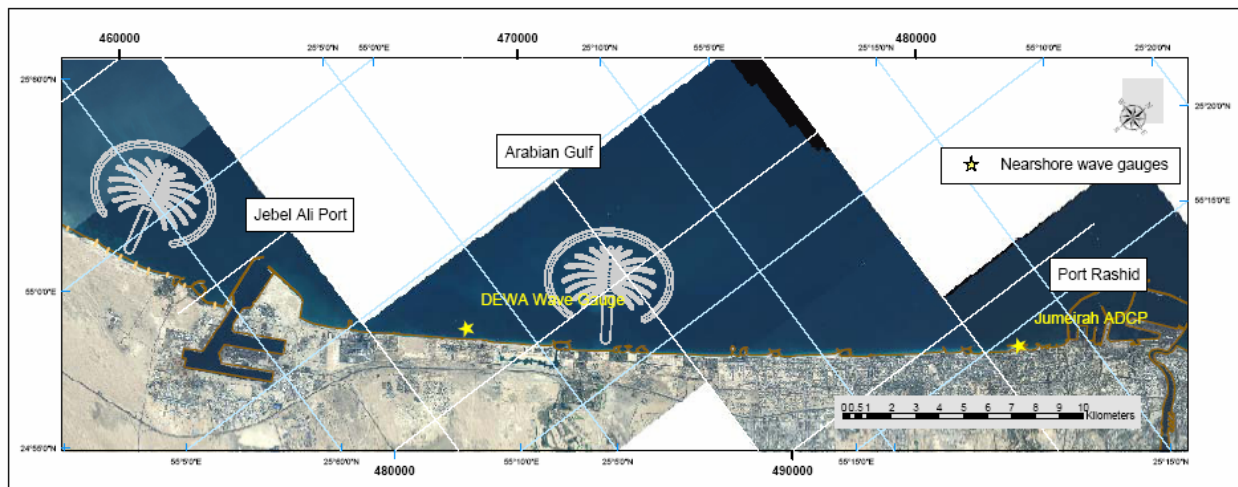 460000
470000
480000
25°5'0"N
55°0'0"E
25°10'0"N
55°5'0"E
25°15'0"N
55°10'0"E
25°20'0"N
25°60'0"N
25°20'0"N
Arabian Gulf
Nearshore wave gauges
Jebel Ali Port
55°15'0"E
Port Rashid
55°0'0"E
DEWA Wave Gauge
Jumeirah ADCP
0 0.5 1 2 3 4 5 6 7 8 9 10
Kilometers
24°55'0"N
55°5'0"E
25°60'0"N
480000
55°10'0"E
25°5'0"N
490000
55°15'0"E
25°10'0"N
25°15'0"N